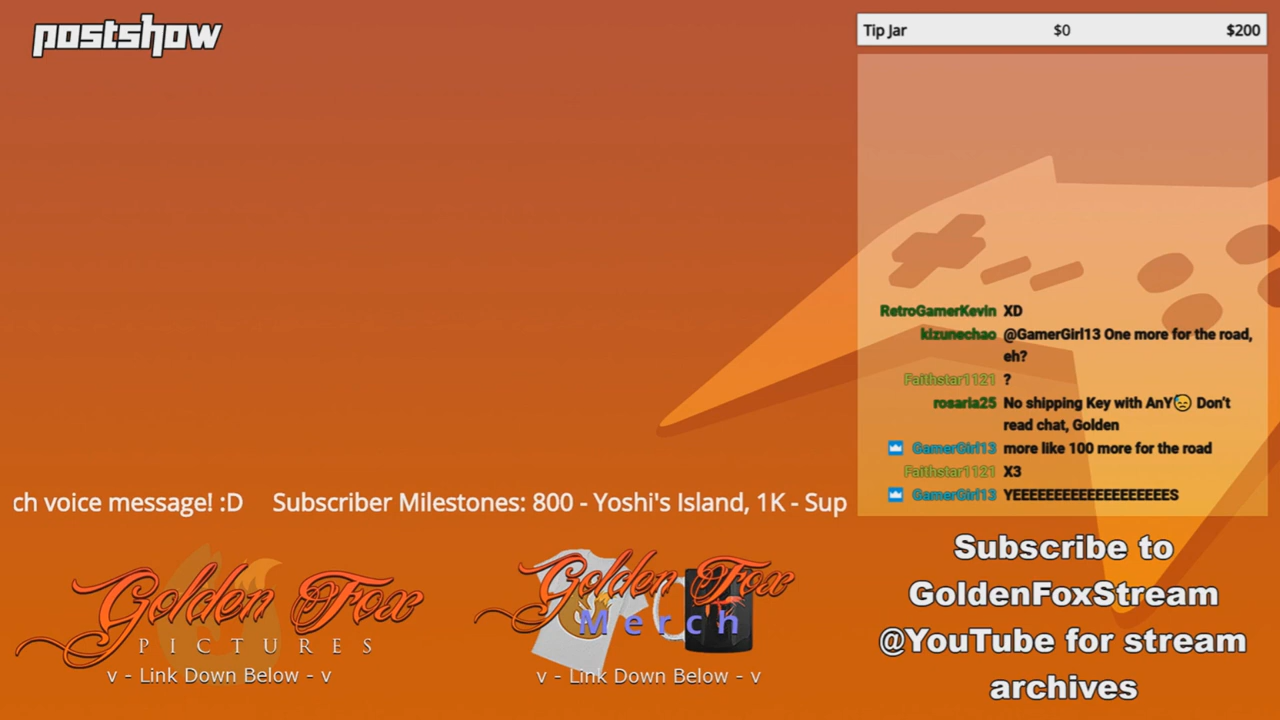 postshow
Tip Jar $0 $200
RetroGamerKevin XD
kizunechao @GamerGirl13 One more for the road,
eh?
Faithstar1121 ?
rosaria25 No shipping Key with AnY😓 Don't
read chat, Golden
GamerGirl13 more like 100 more for the road
Faithstar1121 X3
GamerGirl13 YEEEEEEEEEEEEEEEEEEEES
ch voice message! :D Subscriber Milestones: 800 - Yoshi's Island, 1K - Sup
Golden Fox
PICTURES
v - Link Down Below - v
Golden Fox
Merch
v - Link Down Below - v
Subscribe to
GoldenFoxStream
@YouTube for stream
archives